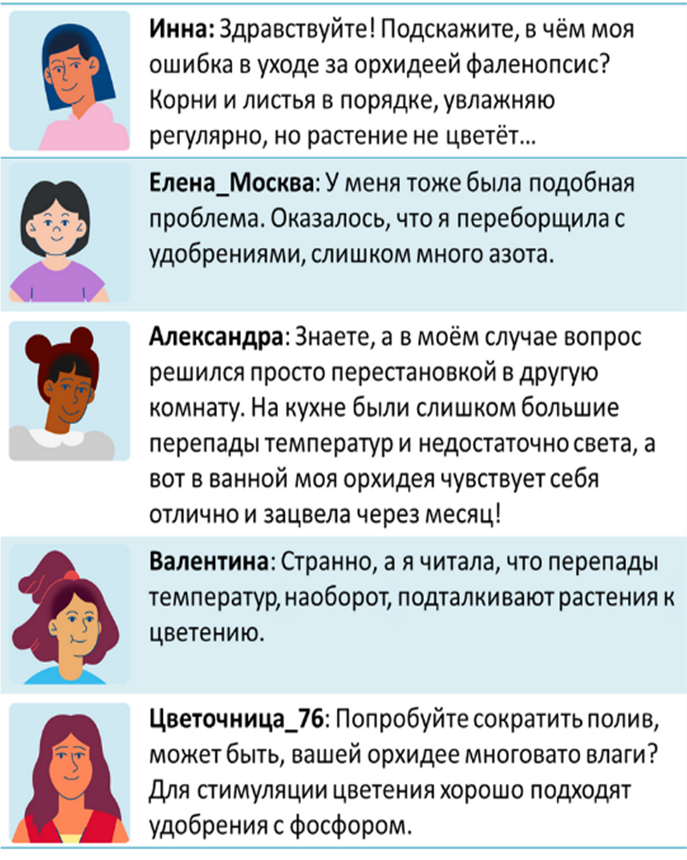 Инна: Здравствуйте! Подскажите, в чём моя
ошибка в уходе за орхидеей фаленопсис?
Корни и листья в порядке, увлажняю
регулярно, но растение не цветёт...
Елена_Москва: У меня тоже была подобная
проблема. Оказалось, что я переборщила с
удобрениями, слишком много азота.
Александра: Знаете, а в моём случае вопрос
решился просто перестановкой в другую
комнату. На кухне были слишком большие
перепады температур и недостаточно света, а
вот в ванной моя орхидея чувствует себя
отлично и зацвела через месяц!
Валентина: Странно, а я читала, что перепады
температур, наоборот, подталкивают растения к
цветению.
Цветочница_76: Попробуйте сократить полив,
может быть, вашей орхидее многовато влаги?
Для стимуляции цветения хорошо подходят
удобрения с фосфором.